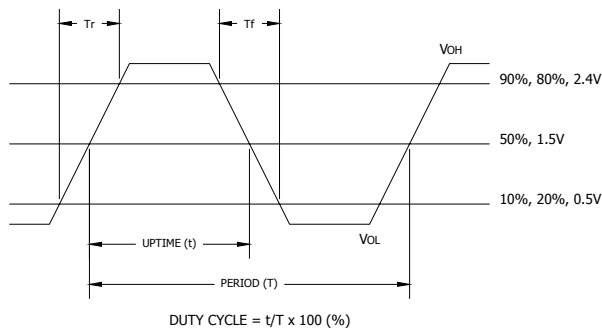 Tr
Tf
VOH
90%, 80%, 2.4V
50%, 1.5V
10%, 20%, 0.5V
VOL
UPTIME (t)
PERIOD (T)
DUTY CYCLE = t/T x 100 (%)